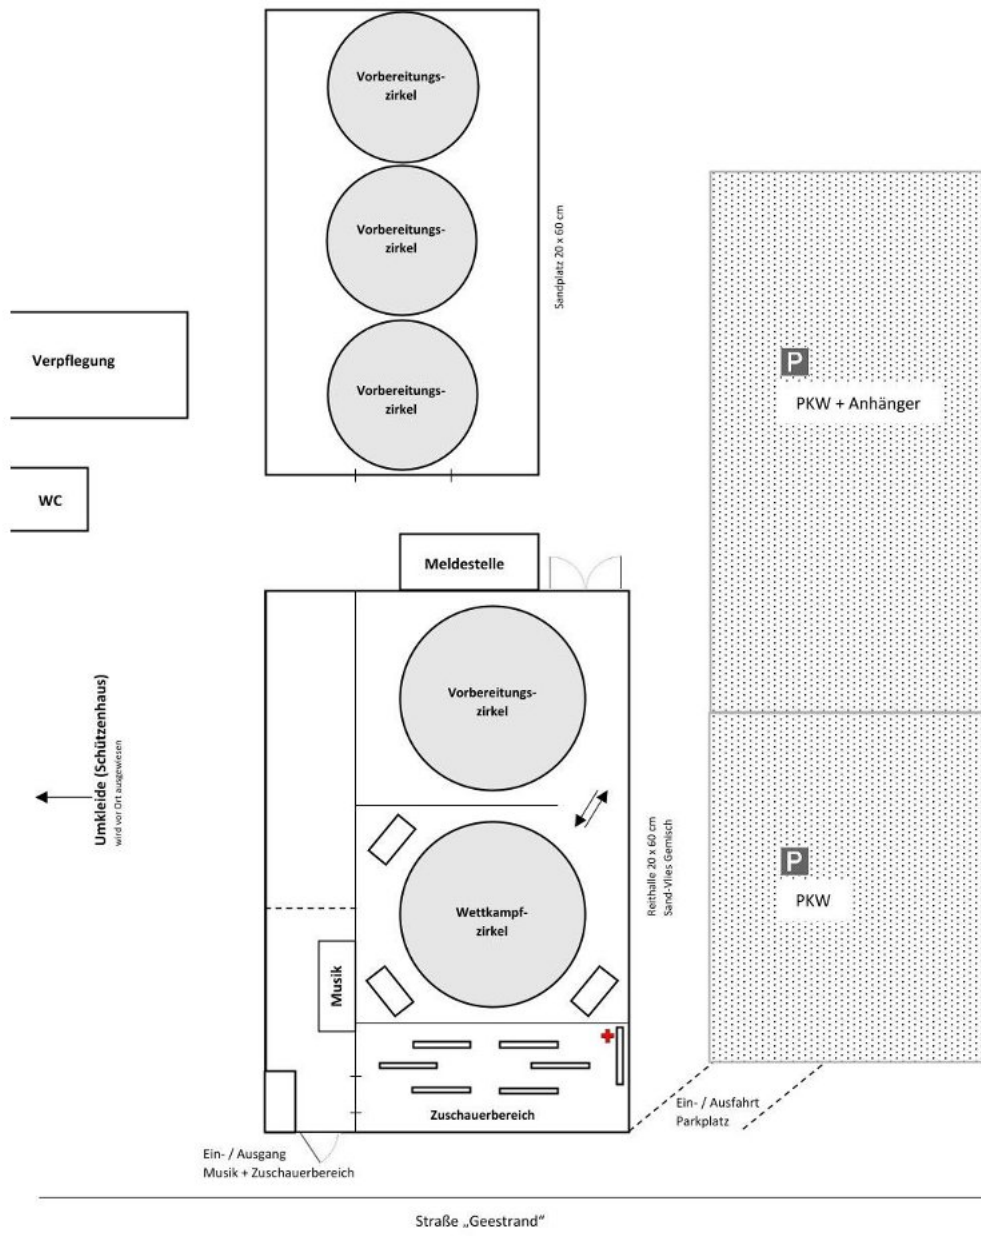 Vorbereitungs-
zirkel
Vorbereitungs-
zirkel
Sandplatz 20 x 60 cm
Vorbereitungs-
zirkel
Verpflegung
P
PKW + Anhänger
WC
Meldestelle
Vorbereitungs-
zirkel
Umkleide (Schützenhaus)
wird vor Ort ausgewiesen
Reithalle 20 x 60 cm
Sand-Vlies Gemisch
P
PKW
Wettkampf-
zirkel
Musik
Zuschauerbereich
Ein- / Ausfahrt
Parkplatz
Ein- / Ausgang
Musik + Zuschauerbereich
Straße „Geestrand“